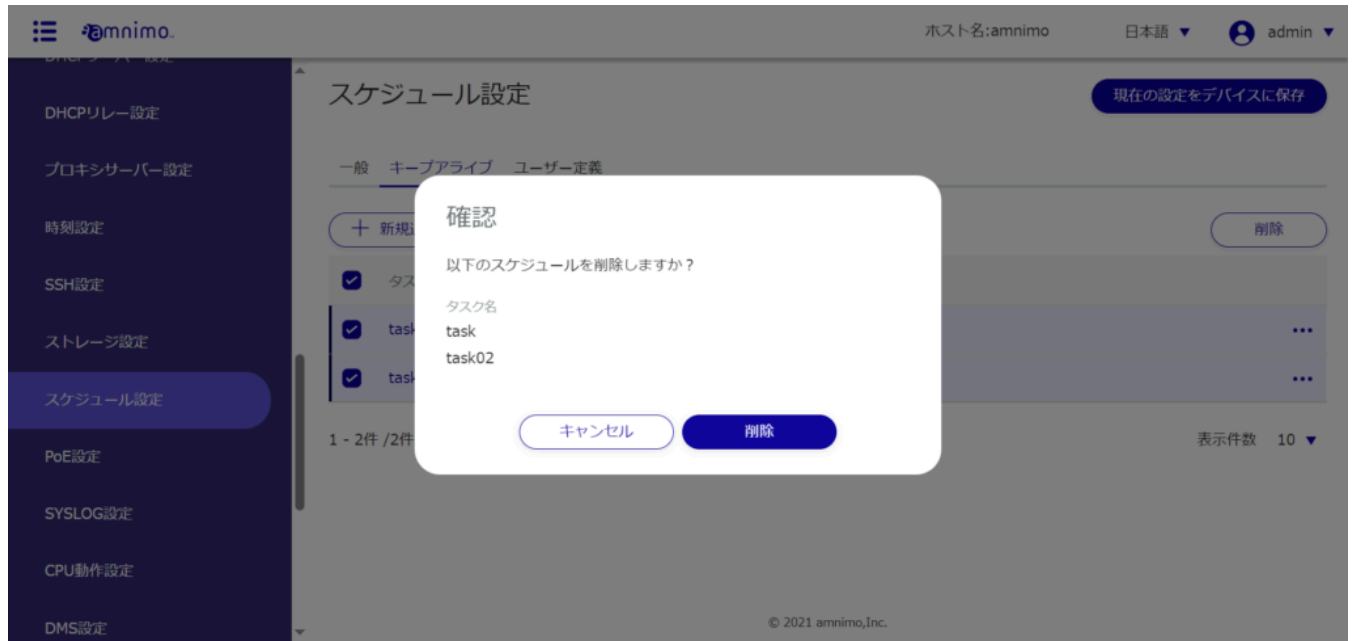 amnimo
ホスト名:amnimo
日本語 ▼
admin ▼
DHCPリレー設定
プロキシサーバー設定
時刻設定
SSH設定
ストレージ設定
スケジュール設定
PoE設定
SYSLOG設定
CPU動作設定
DMS設定
スケジュール設定
現在の設定をデバイスに保存
一般 キープアライブ ユーザー定義
+ 新規
削除
タス
task
•••
task
•••
1 - 2件 /2件
表示件数 10 ▼
確認
以下のスケジュールを削除しますか？
タスク名
task
task02
キャンセル
削除
© 2021 amnimo,Inc.